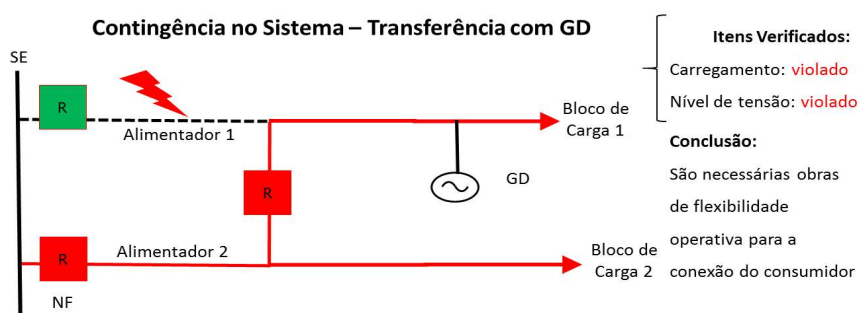 Contingência no Sistema – Transferência com GD
SE
R
Alimentador 1
Bloco de
Carga 1
R
GD
R
Alimentador 2
NF
Bloco de
Carga 2
Itens Verificados:
Carregamento: violado
Nível de tensão: violado
Conclusão:
São necessárias obras
de flexibilidade
operativa para a
conexão do consumidor